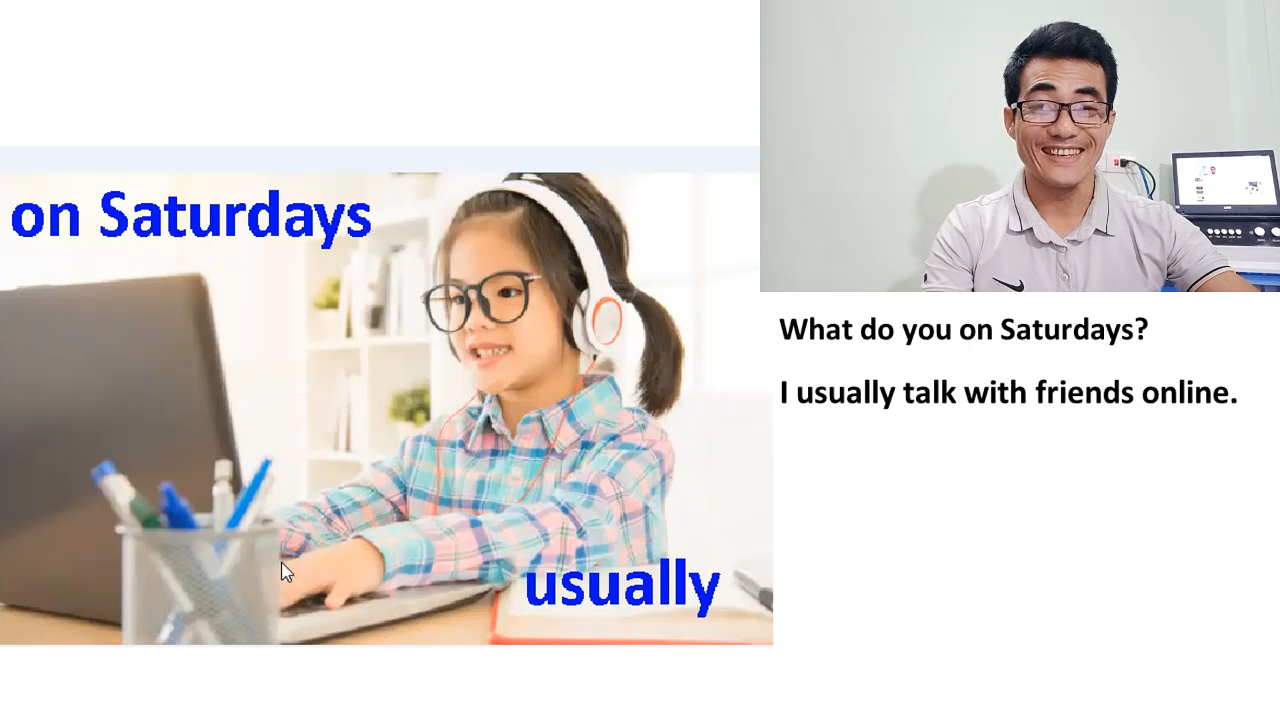 on Saturdays
usually
What do you on Saturdays?
I usually talk with friends online.